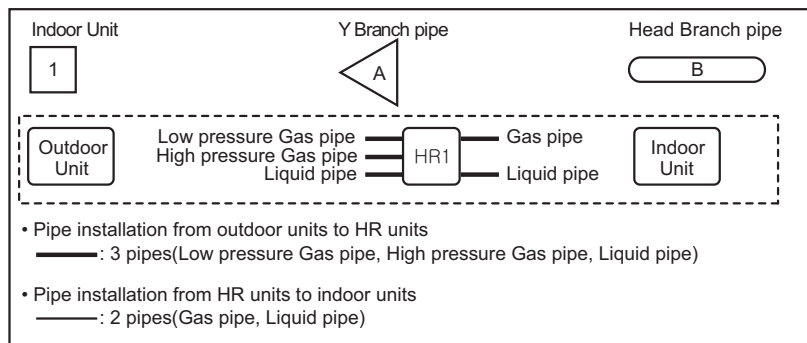 Indoor Unit
Y Branch pipe
Head Branch pipe
1
A
B
Outdoor
Unit
Low pressure Gas pipe
High pressure Gas pipe
Liquid pipe
HR1
Gas pipe
Liquid pipe
Indoor
Unit
• Pipe installation from outdoor units to HR units
: 3 pipes(Low pressure Gas pipe, High pressure Gas pipe, Liquid pipe)
• Pipe installation from HR units to indoor units
: 2 pipes(Gas pipe, Liquid pipe)